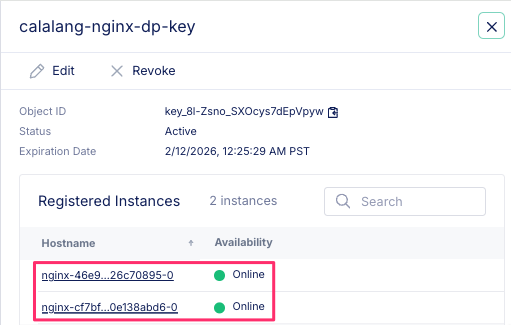 calalang-nginx-dp-key
Edit
Revoke
Object ID key_8l-Zsno_SXOcys7dEpVpyw
Status Active
Expiration Date 2/12/2026, 12:25:29 AM PST
Registered Instances 2 instances Search
Hostname Availability
nginx-46e9...26c70895-0 Online
nginx-cf7bf...0e138abd6-0 Online